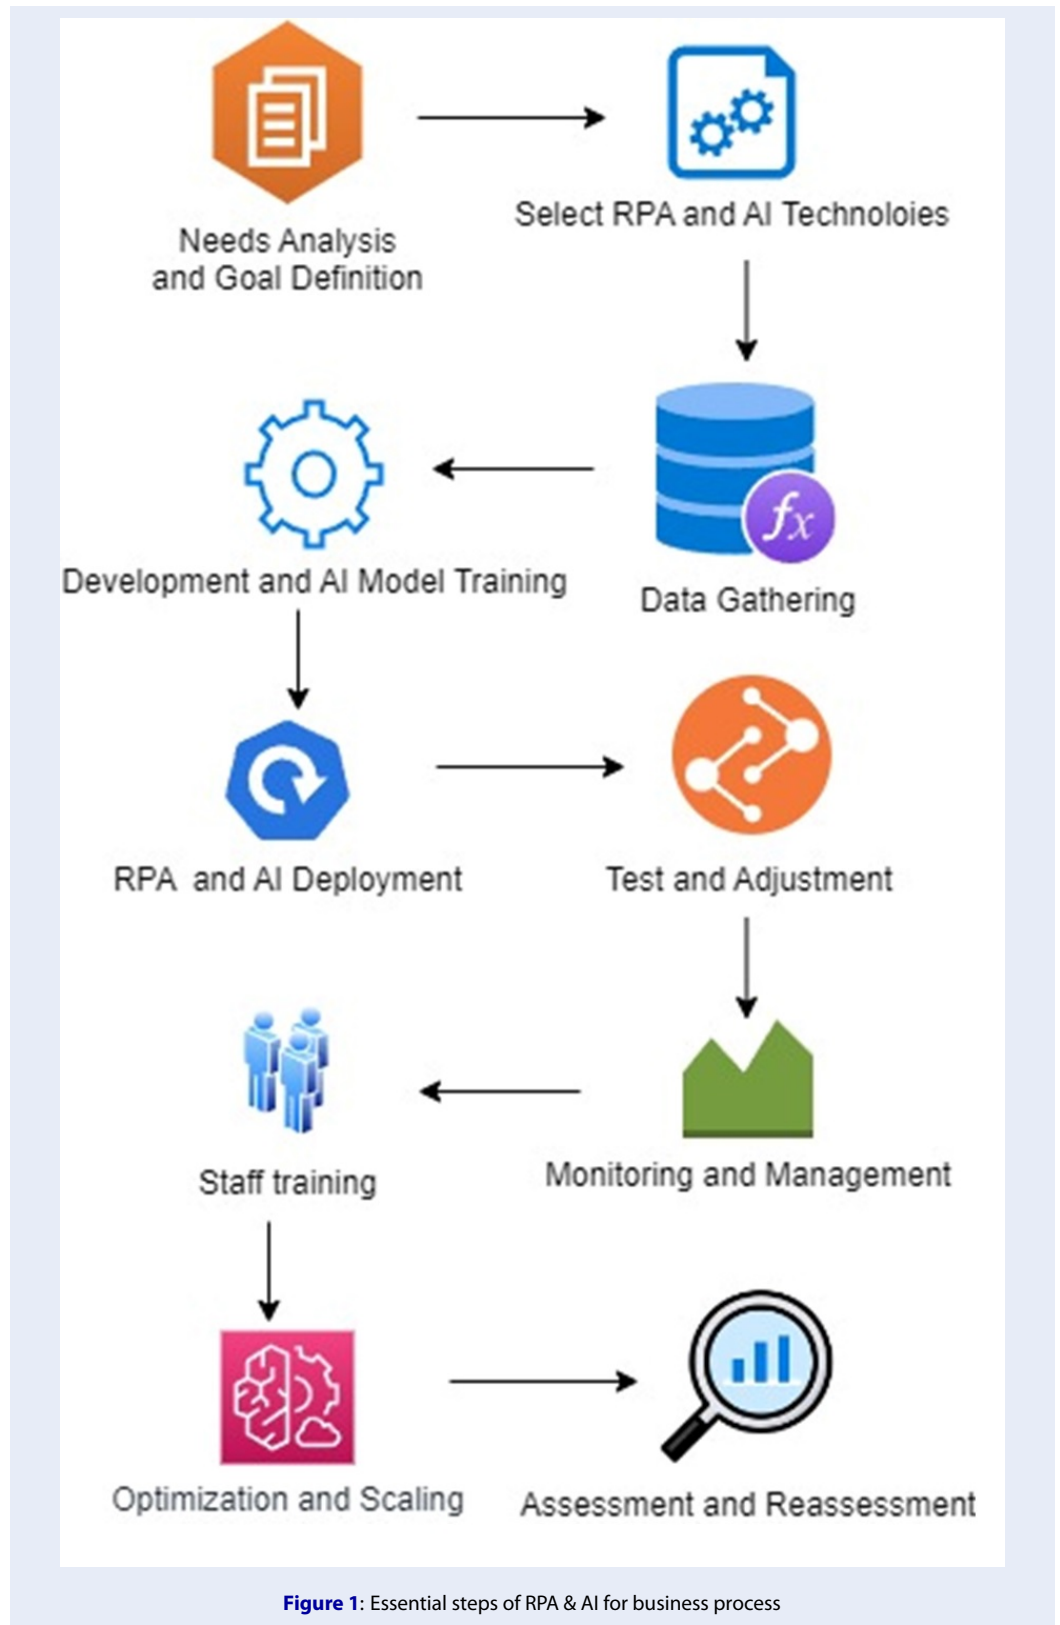 Needs Analysis
and Goal Definition
Select RPA and AI Technoloies
Data Gathering
fx
Development and AI Model Training
RPA and AI Deployment
Test and Adjustment
Monitoring and Management
Staff training
Optimization and Scaling
Assessment and Reassessment
Figure 1: Essential steps of RPA & AI for business process